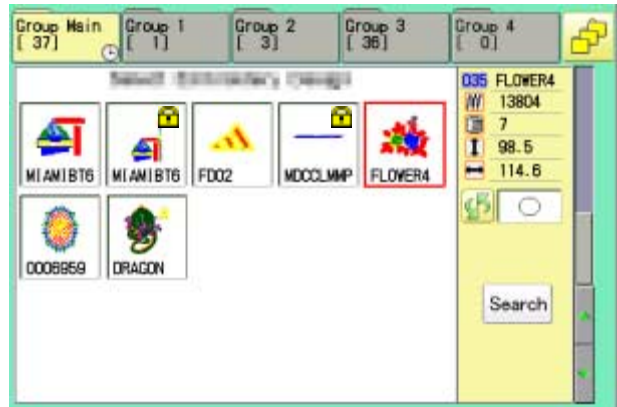 Group Main
[ 37]
Group 1
[ 1]
Group 2
[ 3]
Group 3
[ 36]
Group 4
[ 0]
MIAMIBT6
MIAMIBT6
FD02
MDCCLMMP
FLOWER4
0006959
DRAGON
035 FLOWER4
13804
7
98.5
114.6
Search